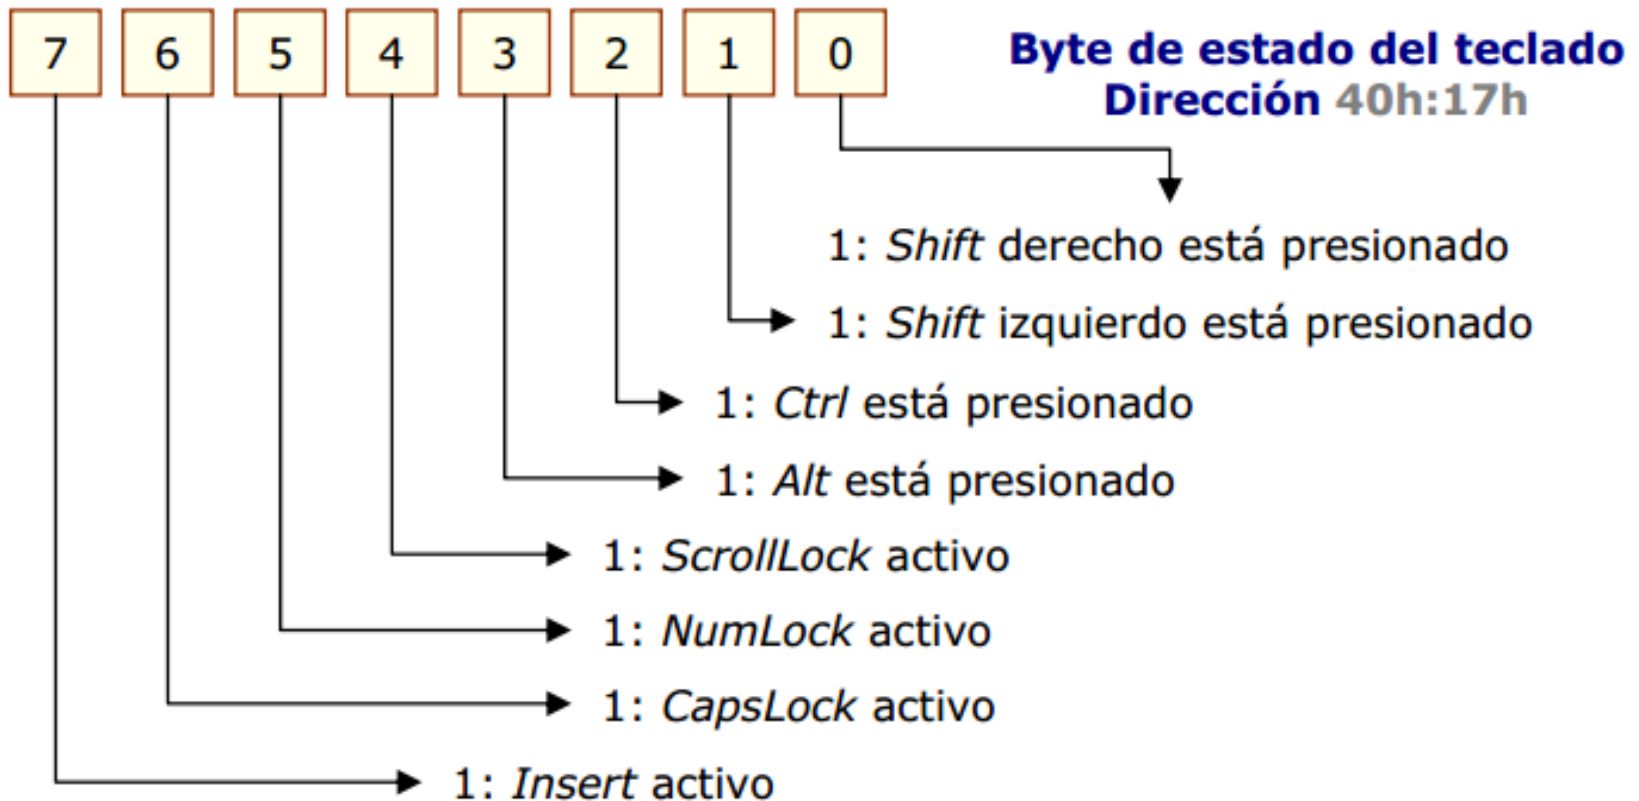 7 6 5 4 3 2 1 0
Byte de estado del teclado
Dirección 40h:17h
1: Shift derecho está presionado
1: Shift izquierdo está presionado
1: Ctrl está presionado
1: Alt está presionado
1: ScrollLock activo
1: NumLock activo
1: CapsLock activo
1: Insert activo